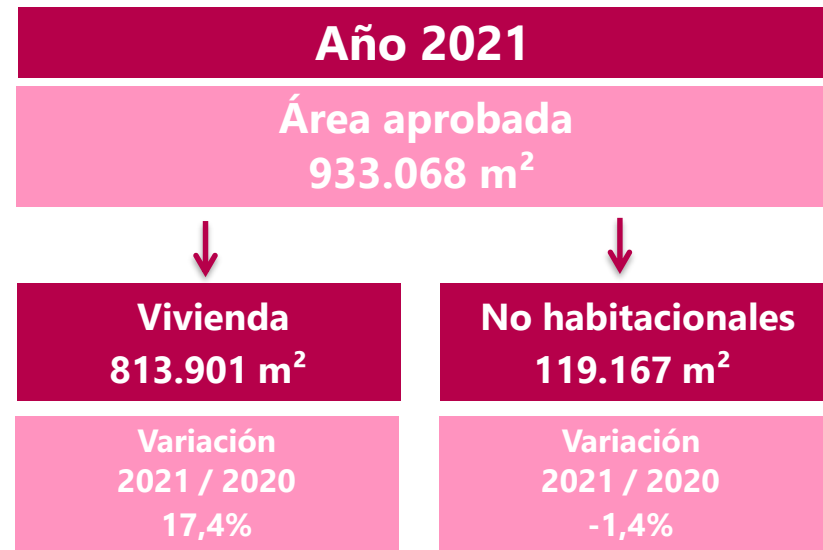 Año 2021
Área aprobada
933.068 m²
Vivienda
813.901 m²
No habitacionales
119.167 m²
Variación
2021 / 2020
17,4%
Variación
2021 / 2020
-1,4%